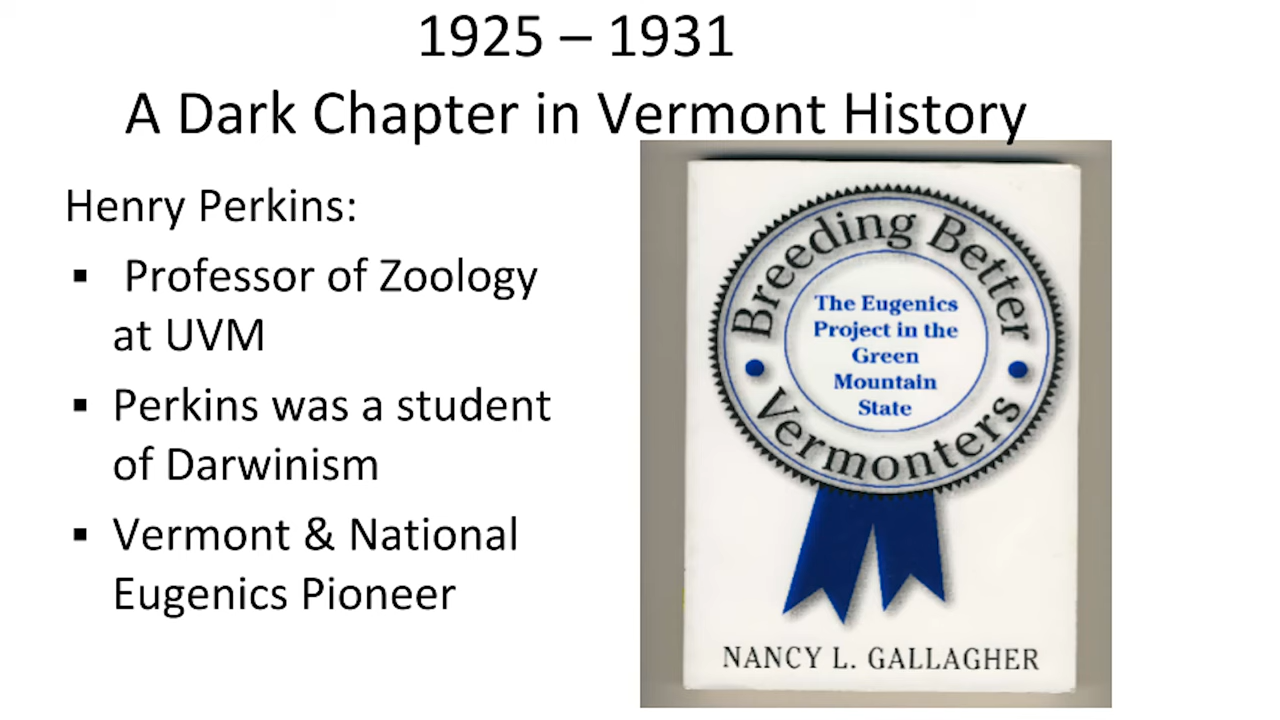 1925 – 1931
A Dark Chapter in Vermont History
Henry Perkins:
▪ Professor of Zoology
at UVM
▪ Perkins was a student
of Darwinism
▪ Vermont & National
Eugenics Pioneer
Breeding Better
The Eugenics
Project in the
Green
Mountain
State
Vermonters
NANCY L. GALLAGHER